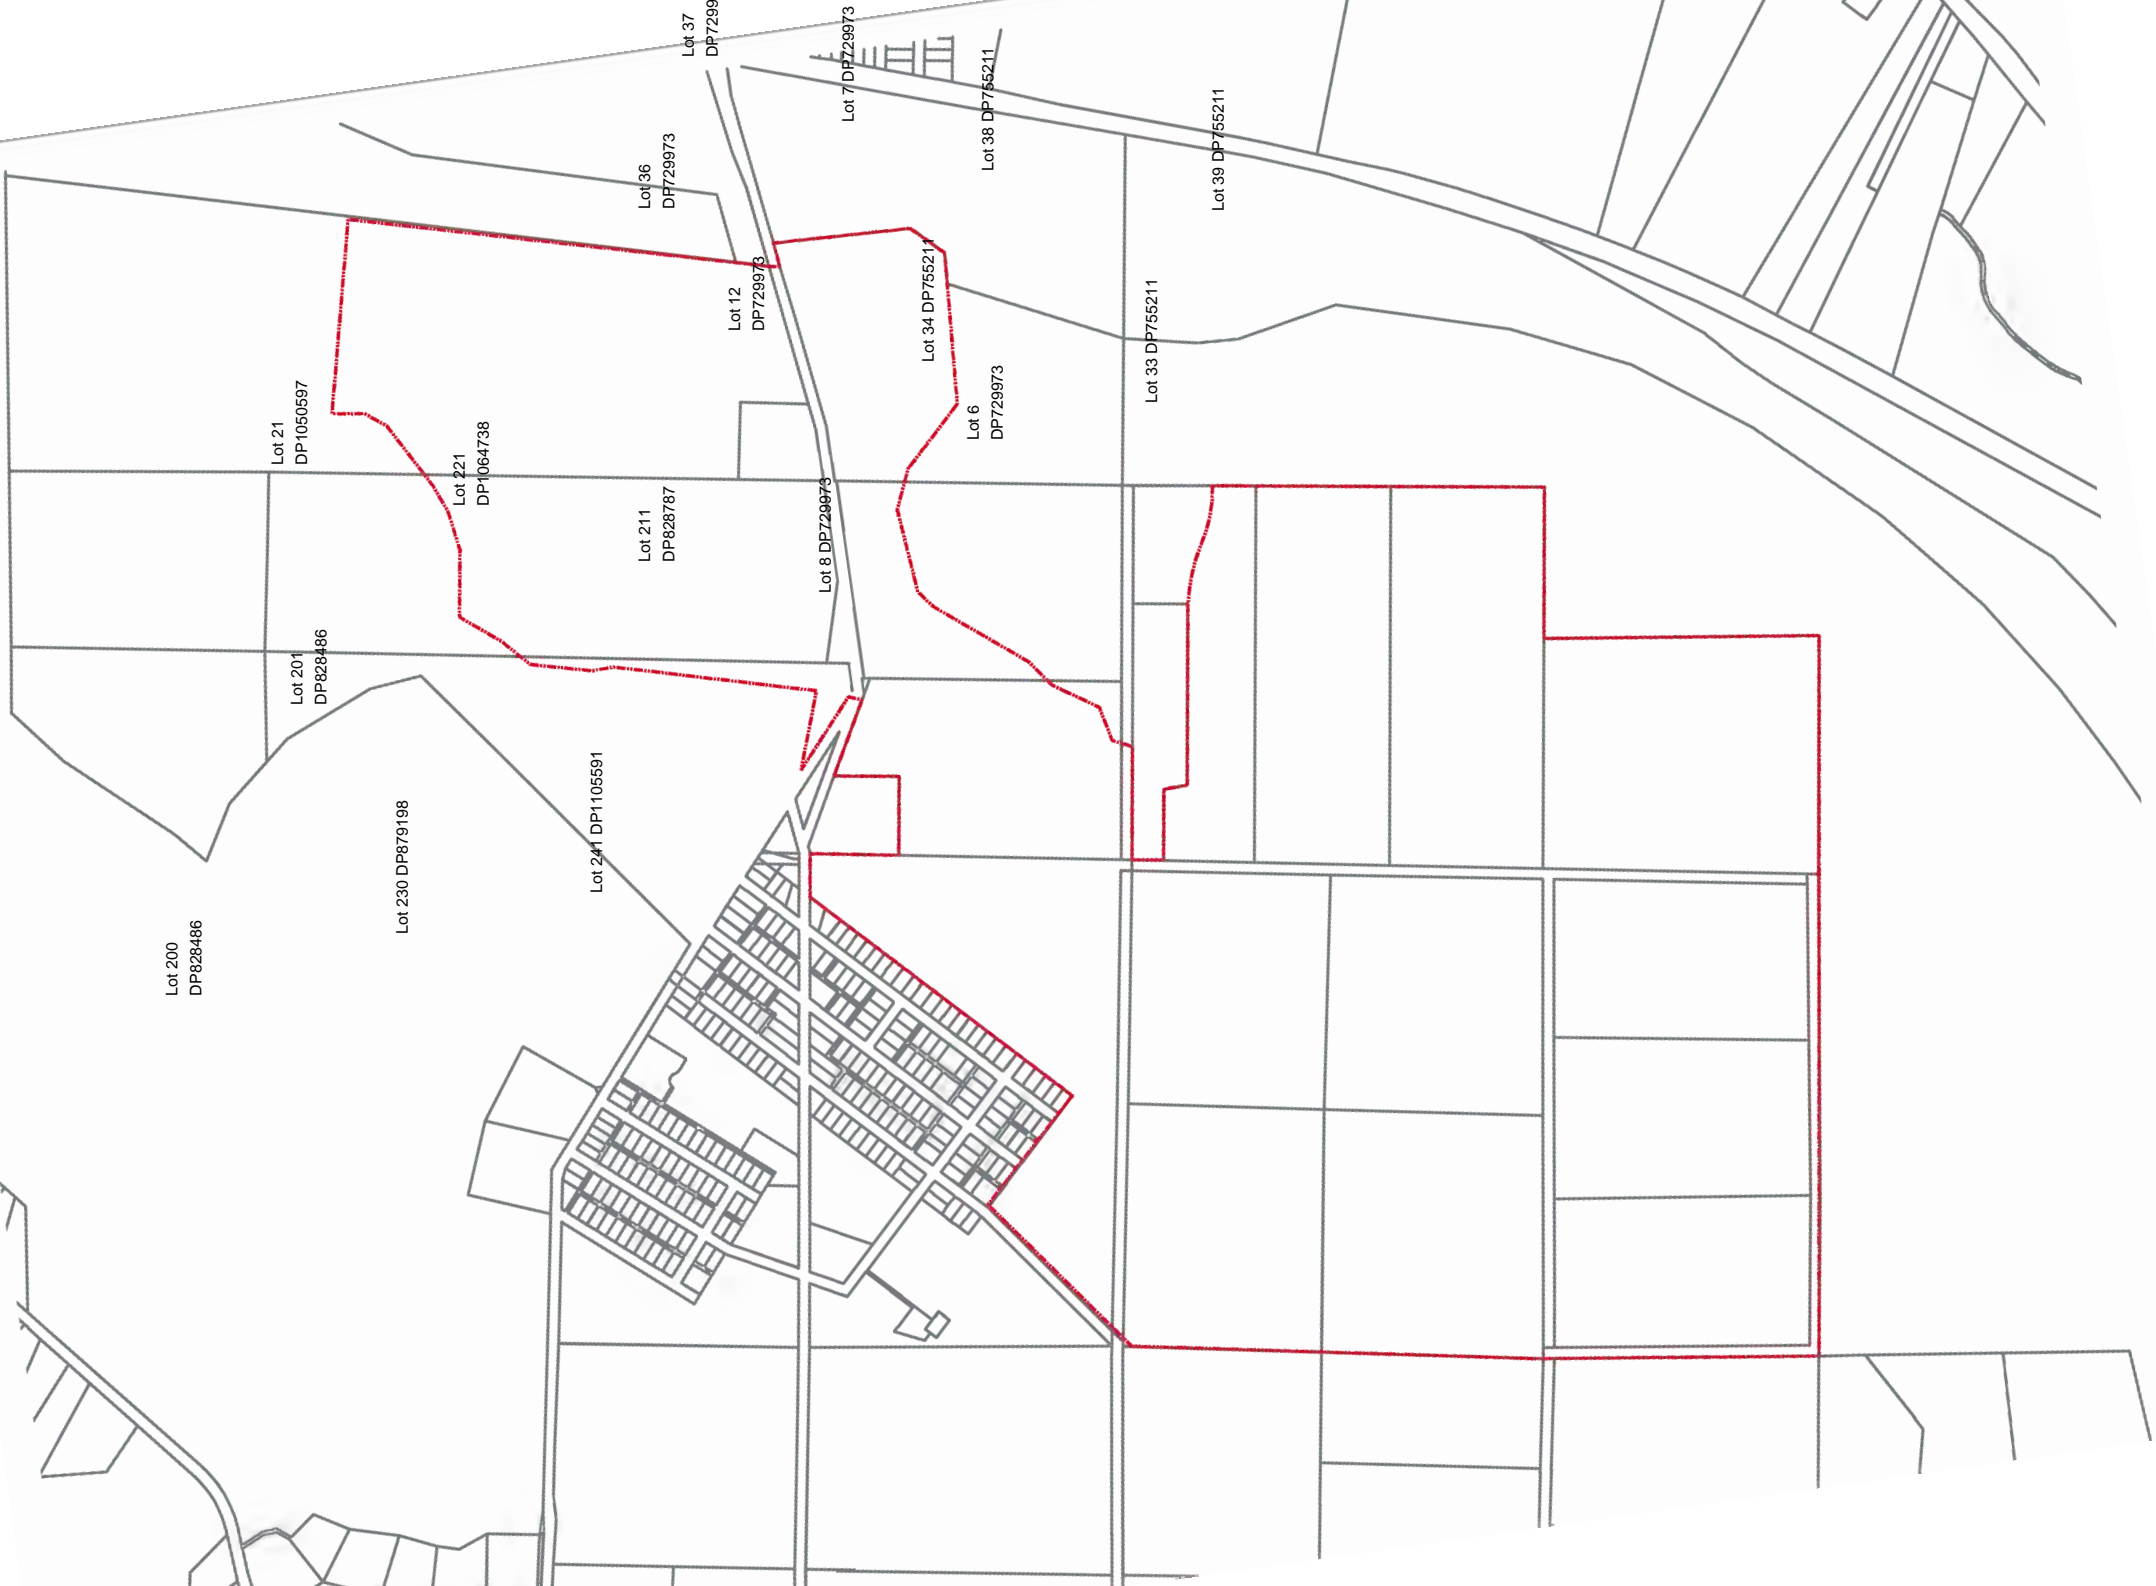 Lot 37
DP7299
Lot 7 DP729973
Lot 38 DP755211
Lot 39 DP755211
Lot 36
DP729973
Lot 12
DP729973
Lot 34 DP755211
Lot 33 DP755211
Lot 6
DP729973
Lot 21
DP1050597
Lot 221
DP1064738
Lot 211
DP828787
Lot 8 DP729973
Lot 201
DP828486
Lot 241 DP1105591
Lot 230 DP879198
Lot 200
DP828486